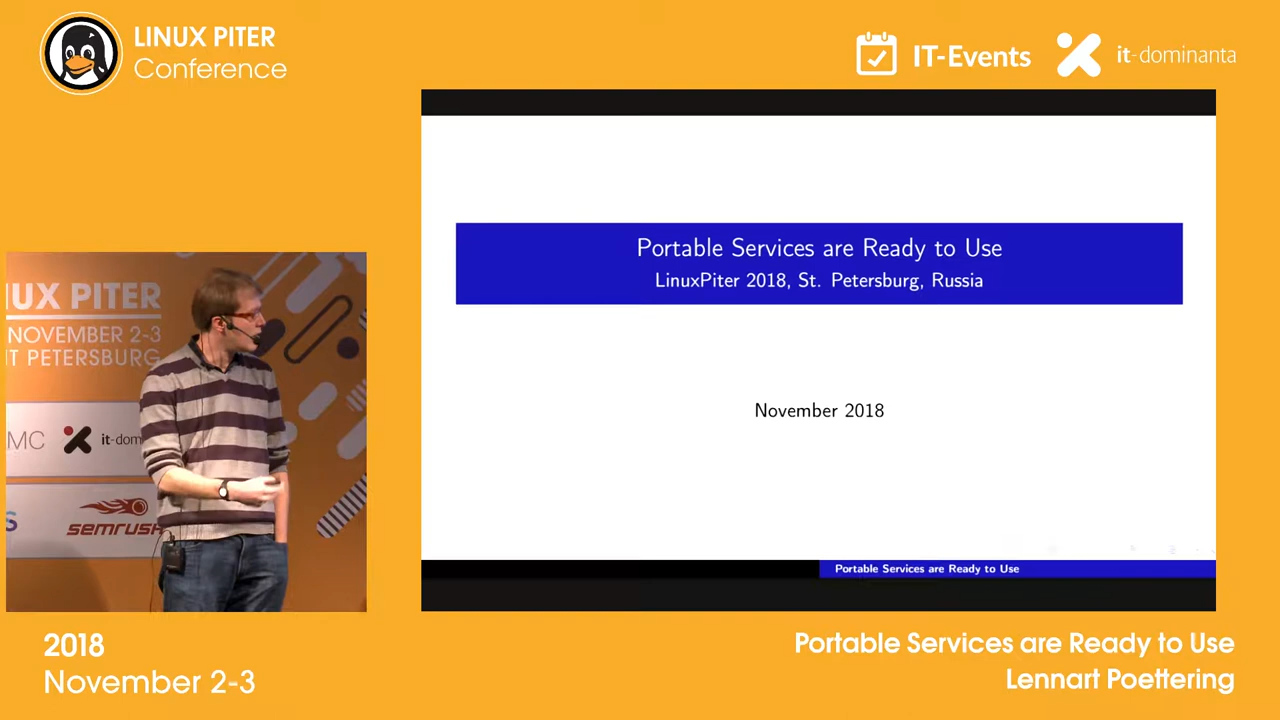 LINUX PITER
Conference
IT-Events
it-dominanta
Portable Services are Ready to Use
LinuxPiter 2018, St. Petersburg, Russia
November 2018
Portable Services are Ready to Use
UX PITER
NOVEMBER 2-3
T PETERSBURG
MC
it-dom
S
semrush
2018
November 2-3
Portable Services are Ready to Use
Lennart Poettering